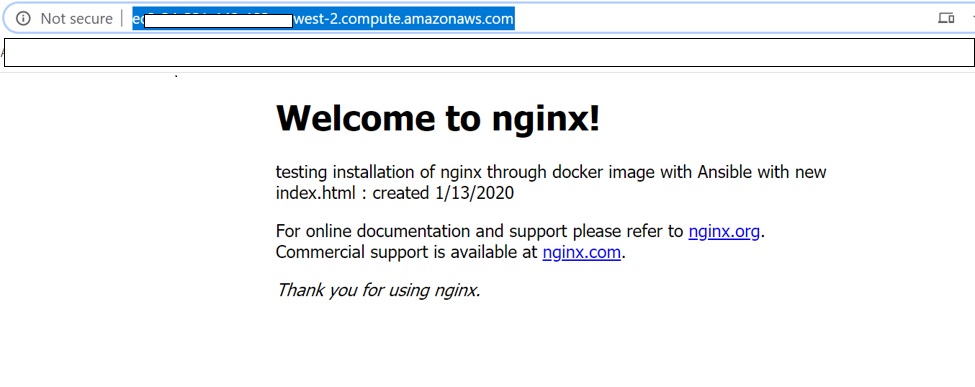 Not secure
west-2.compute.amazonaws.com
Welcome to nginx!
testing installation of nginx through docker image with Ansible with new
index.html : created 1/13/2020
For online documentation and support please refer to nginx.org.
Commercial support is available at nginx.com.
Thank you for using nginx.